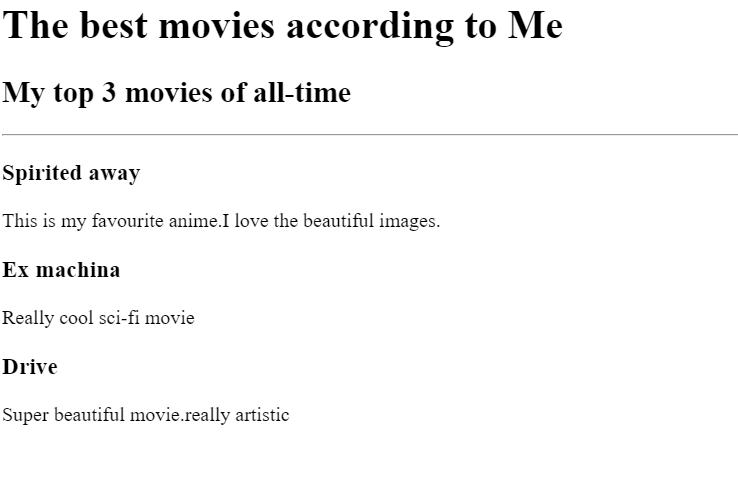 The best movies according to Me
My top 3 movies of all-time
Spirited away
This is my favourite anime.I love the beautiful images.
Ex machina
Really cool sci-fi movie
Drive
Super beautiful movie.really artistic